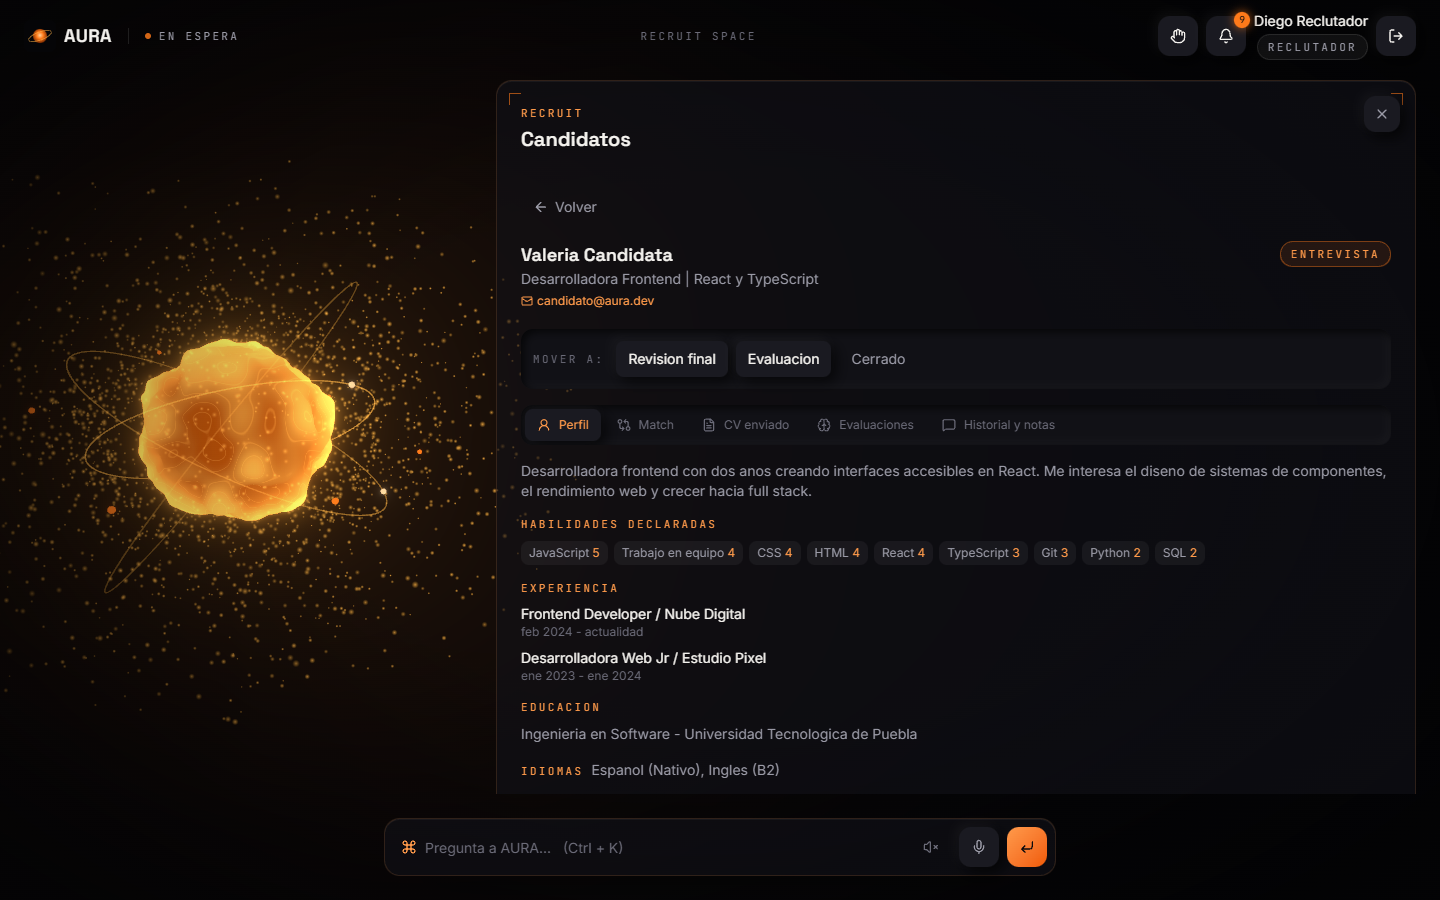 AURA
EN ESPERA
RECRUIT SPACE
9
Diego Reclutador
RECLUTADOR
RECRUIT
Candidatos
Volver
Valeria Candidata
ENTREVISTA
Desarrolladora Frontend | React y TypeScript
candidato@aura.dev
MOVER A: Revision final Evaluacion Cerrado
Perfil Match CV enviado Evaluaciones Historial y notas
Desarrolladora frontend con dos anos creando interfaces accesibles en React. Me interesa el diseno de sistemas de componentes,
el rendimiento web y crecer hacia full stack.
HABILIDADES DECLARADAS
JavaScript 5 Trabajo en equipo 4 CSS 4 HTML 4 React 4 TypeScript 3 Git 3 Python 2 SQL 2
EXPERIENCIA
Frontend Developer / Nube Digital
feb 2024 - actualidad
Desarrolladora Web Jr / Estudio Pixel
ene 2023 - ene 2024
EDUCACION
Ingenieria en Software - Universidad Tecnologica de Puebla
IDIOMAS Espanol (Nativo), Ingles (B2)
Pregunta a AURA... (Ctrl + K)